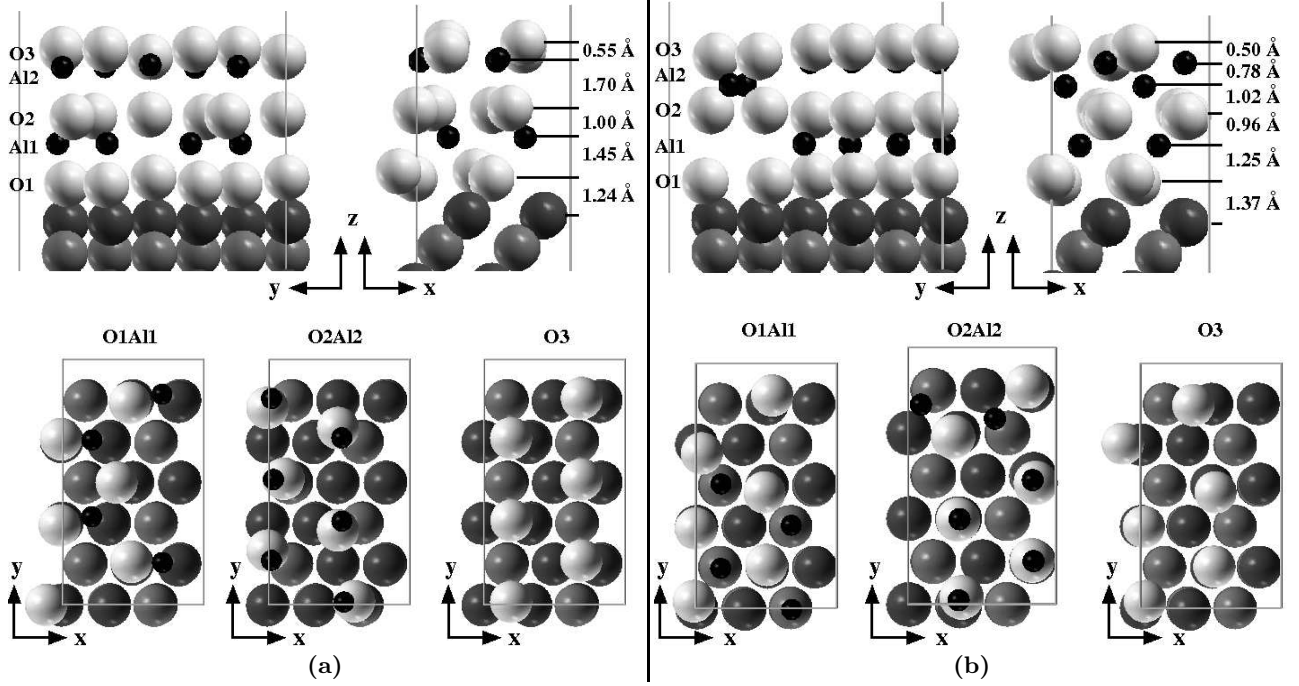 O3
Al2
O2
Al1
O1
0.55 Å
1.70 Å
1.00 Å
1.45 Å
1.24 Å
z
y
x
O1Al1
O2Al2
O3
y
x
y
x
y
x
(a)
O3
Al2
O2
Al1
O1
0.50 Å
0.78 Å
1.02 Å
0.96 Å
1.25 Å
1.37 Å
z
y
x
O1Al1
O2Al2
O3
y
x
y
x
y
x
(b)